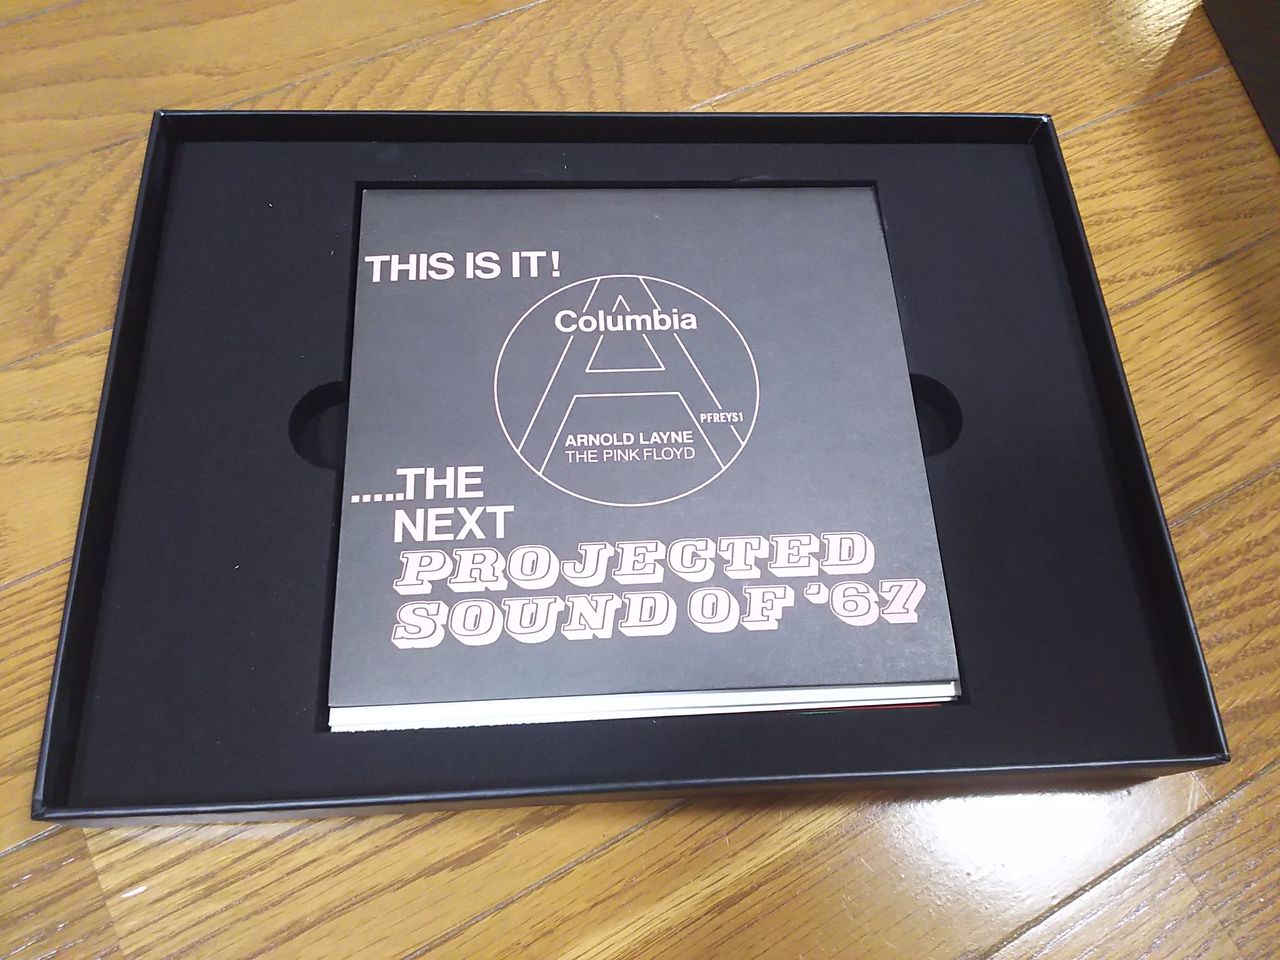 THIS IS IT!
Columbia
PFREYS1
ARNOLD LAYNE
THE PINK FLOYD
.....THE
NEXT
PROJECTED
SOUND OF '67